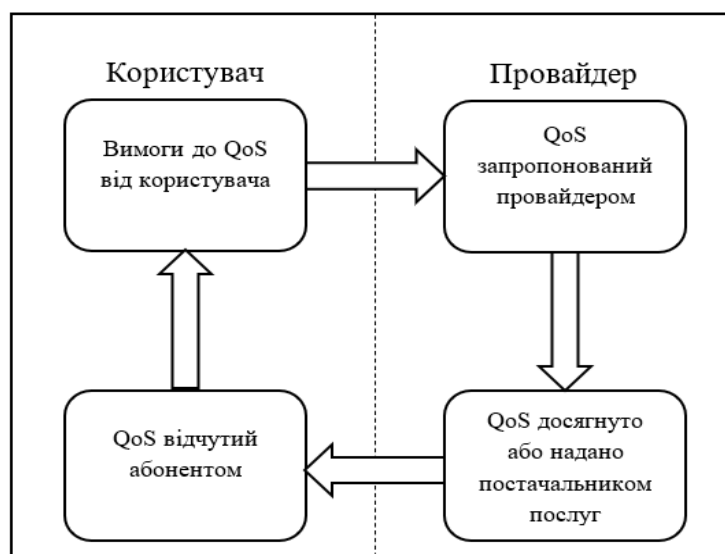 Користувач
Провайдер
Вимоги до QoS
від користувача
QoS
запропонований
провайдером
QoS відчутий
абонентом
QoS досягнуто
або надано
постачальником
послуг